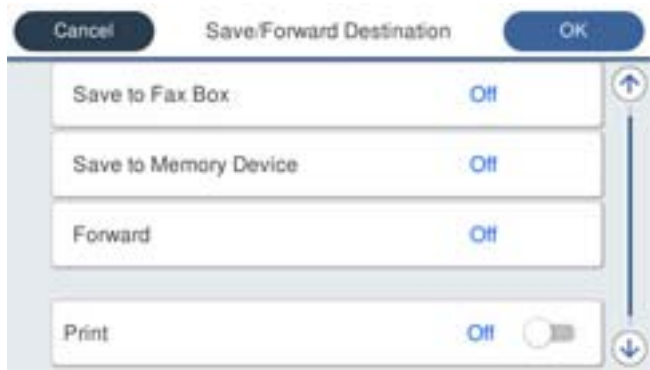 Cancel Save/Forward Destination OK
Save to Fax Box Off
Save to Memory Device Off
Forward Off
Print Off